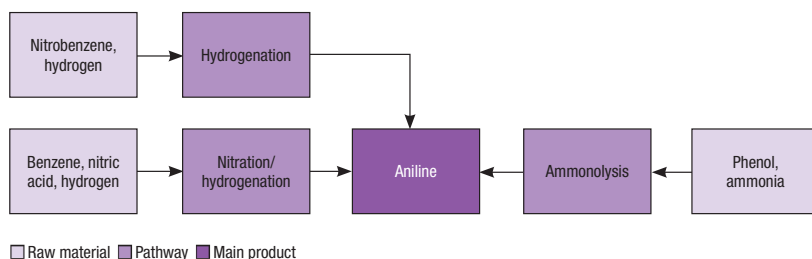 Nitrobenzene,
hydrogen
Hydrogenation
Benzene, nitric
acid, hydrogen
Nitration/
hydrogenation
Aniline
Ammonolysis
Phenol,
ammonia
Raw material Pathway Main product